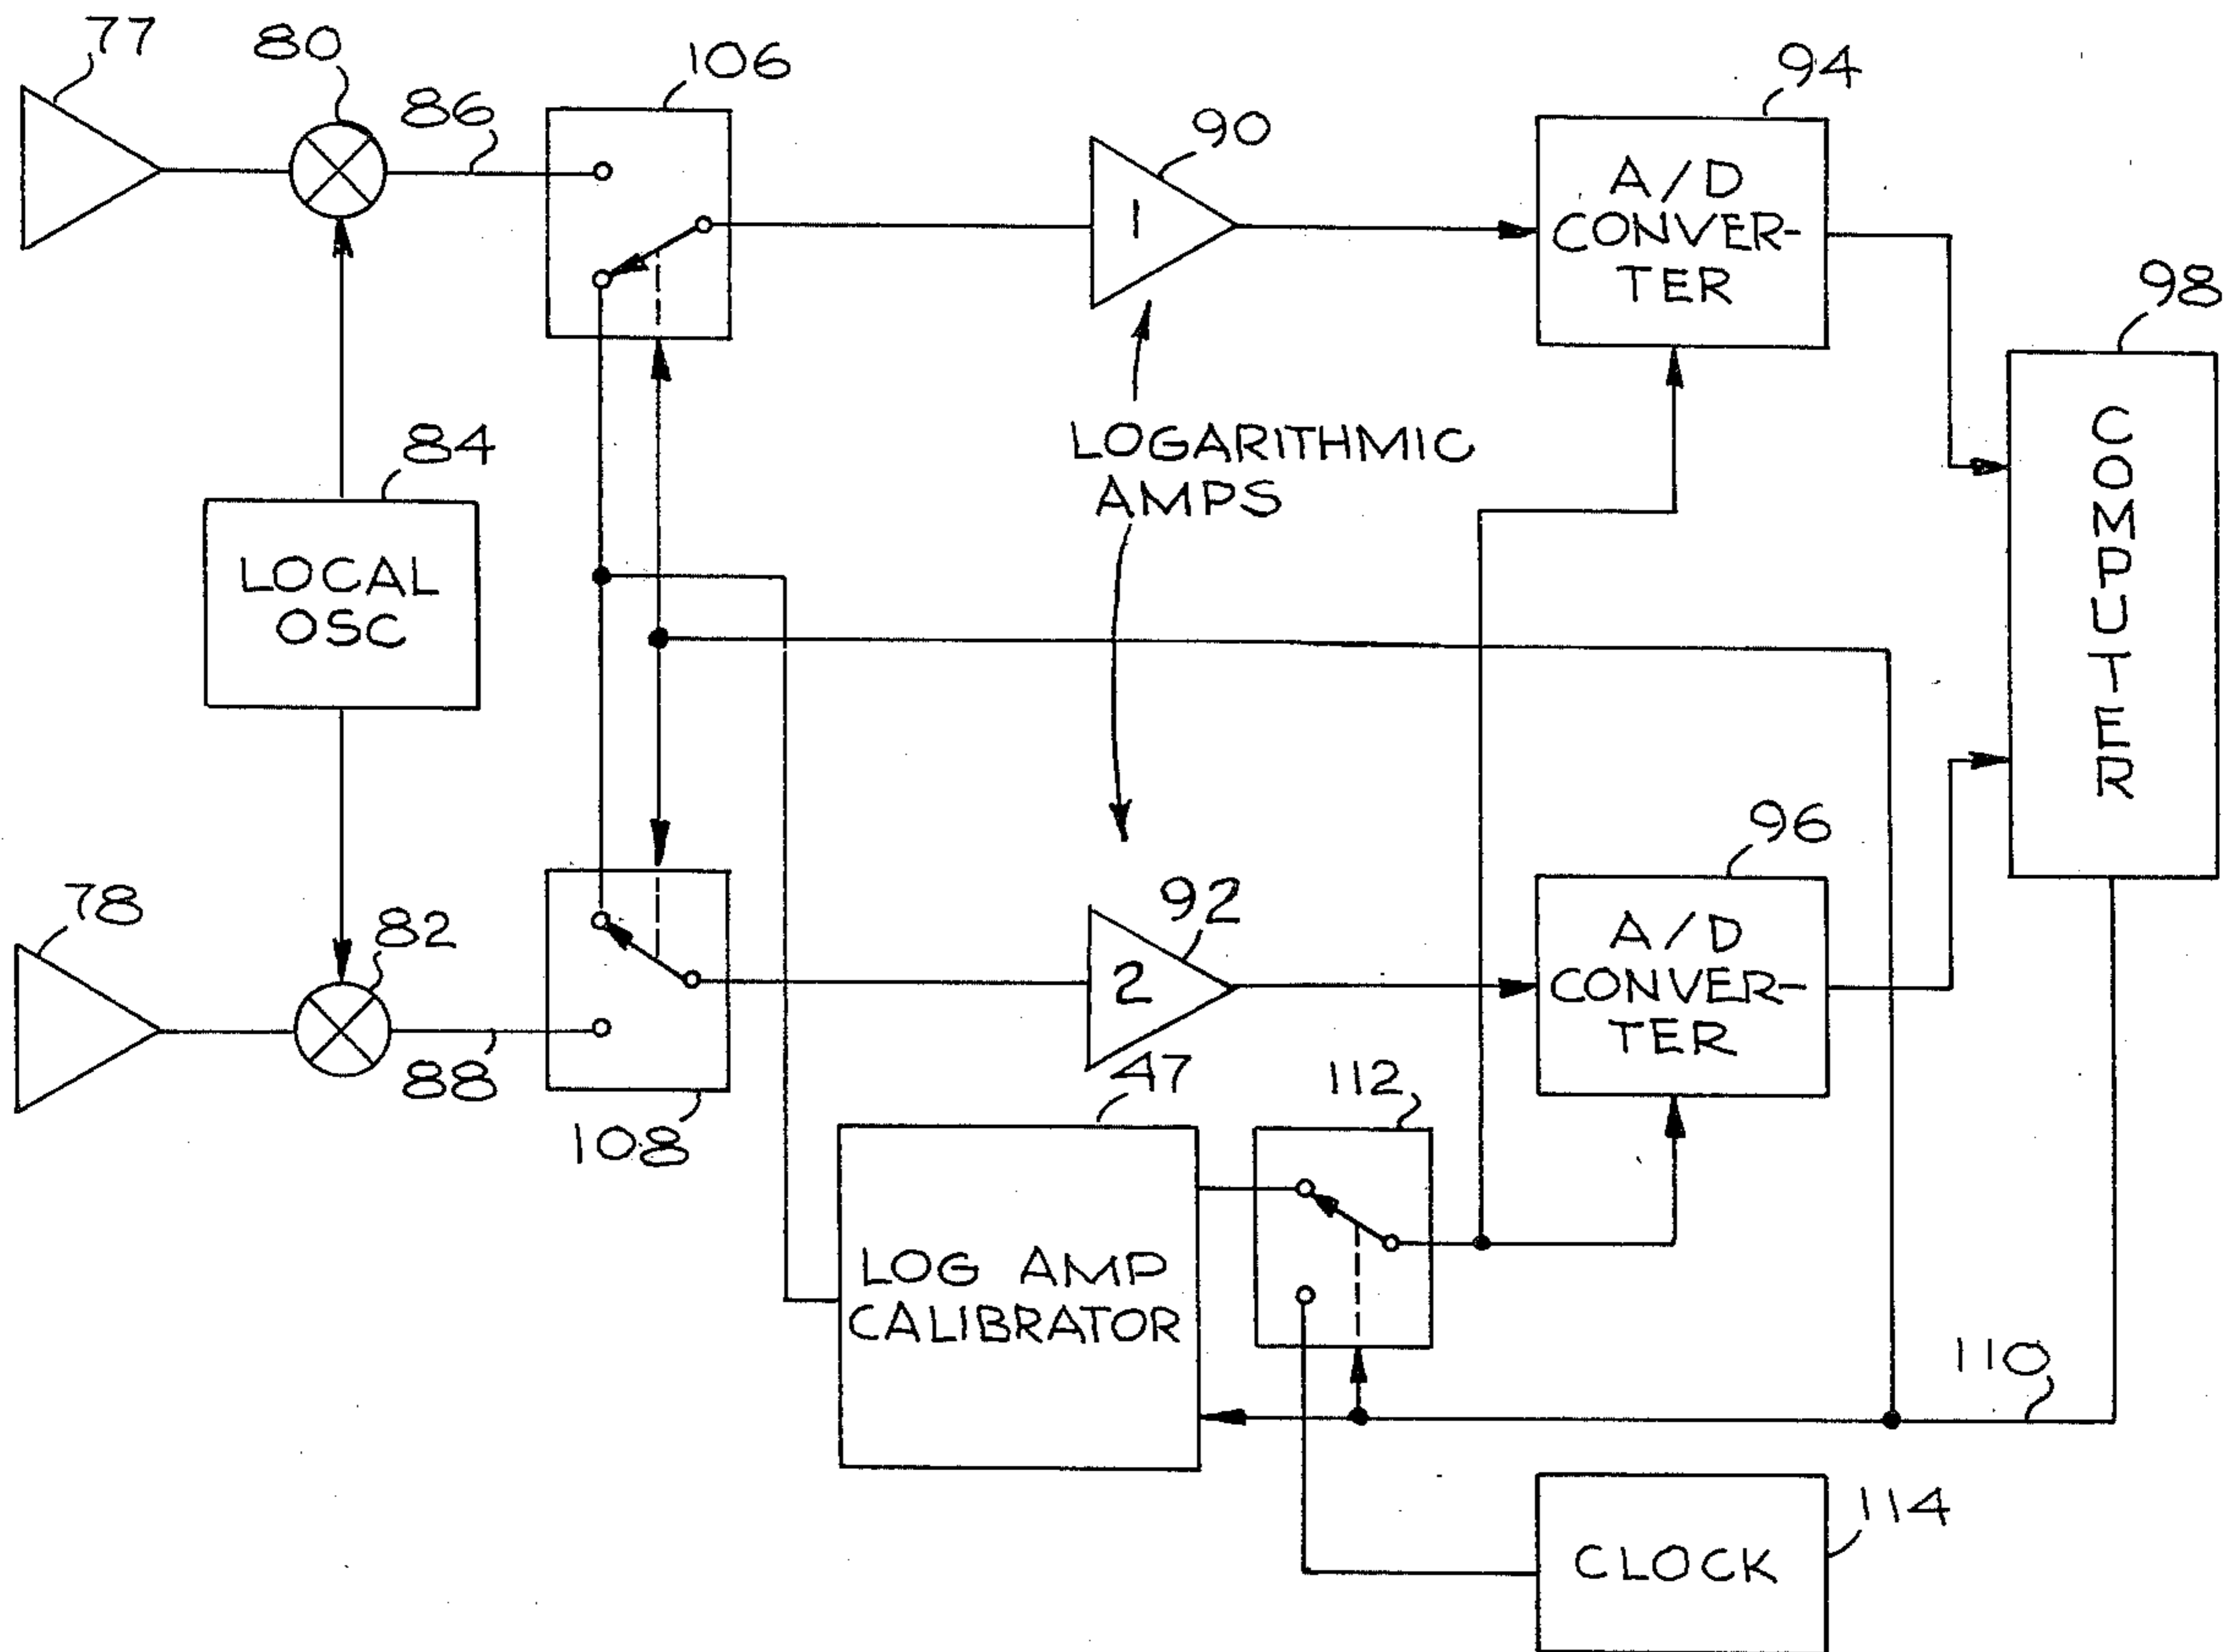 77
80
86
106
90
94
1
A/D
CONVER-
TER
98
84
LOCAL
OSC
LOGARITHMIC
AMPS
COMPUTER
78
82
88
108
92
2
96
A/D
CONVER-
TER
47
112
LOG AMP
CALIBRATOR
110
114
CLOCK